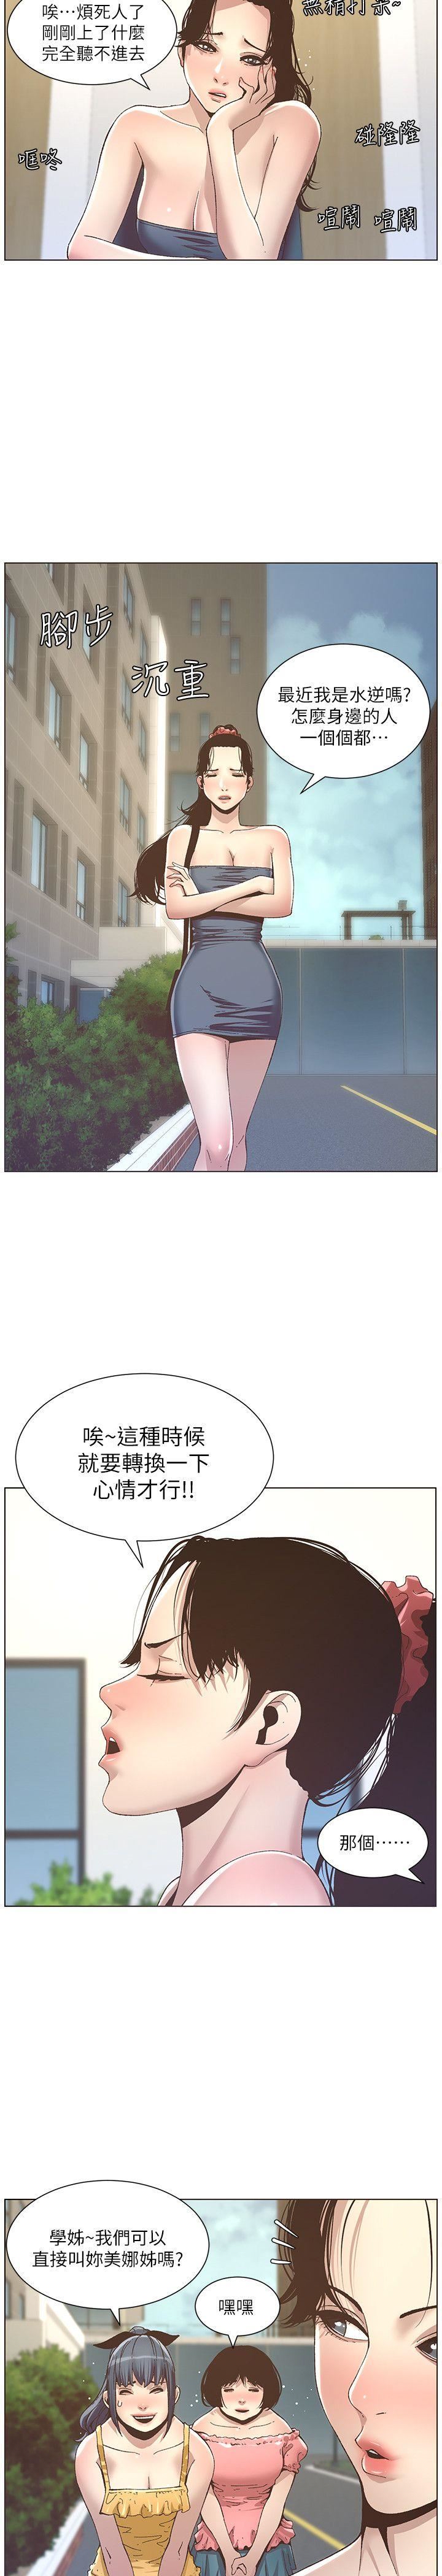 無精打采~
唉…煩死人了
剛剛上了什麼
完全聽不進去
碰隆隆
哐咚
喧鬧 喧鬧
腳步
沉重
最近我是水逆嗎?
怎麼身邊的人
一個個都…
唉~這種時候
就要轉換一下
心情才行!!
那個……
學姊~我們可以
直接叫妳美娜姊嗎?
嘿嘿